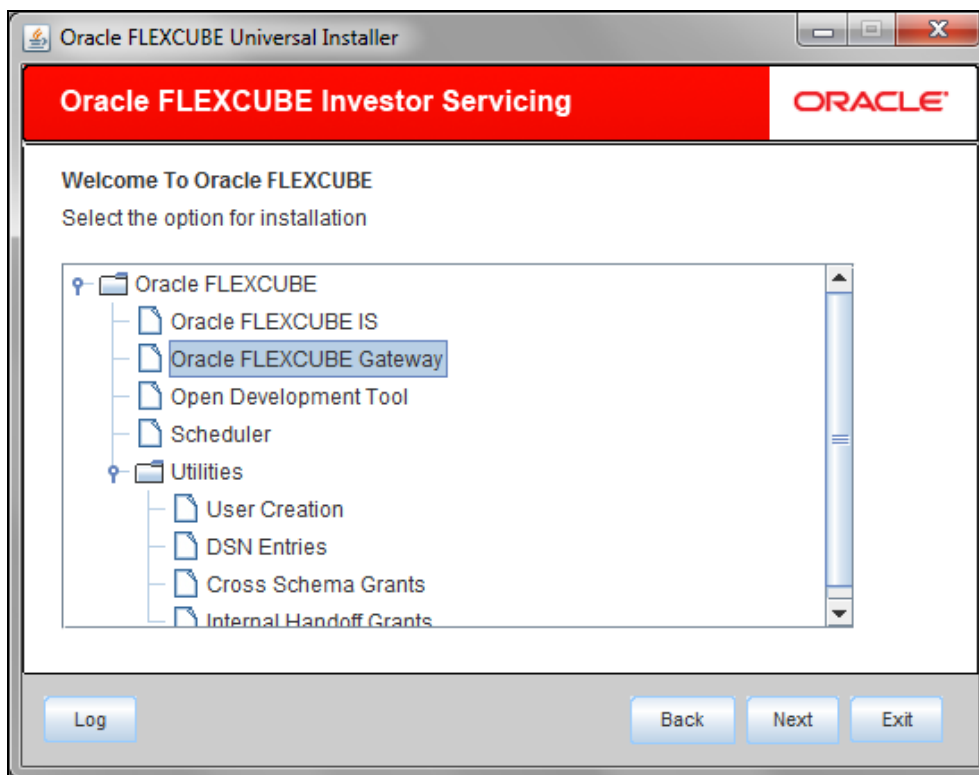 Oracle FLEXCUBE Universal Installer
Oracle FLEXCUBE Investor Servicing
ORACLE
Welcome To Oracle FLEXCUBE
Select the option for installation
Oracle FLEXCUBE
Oracle FLEXCUBE IS
Oracle FLEXCUBE Gateway
Open Development Tool
Scheduler
Utilities
User Creation
DSN Entries
Cross Schema Grants
Internal Handoff Grants
Log Back Next Exit